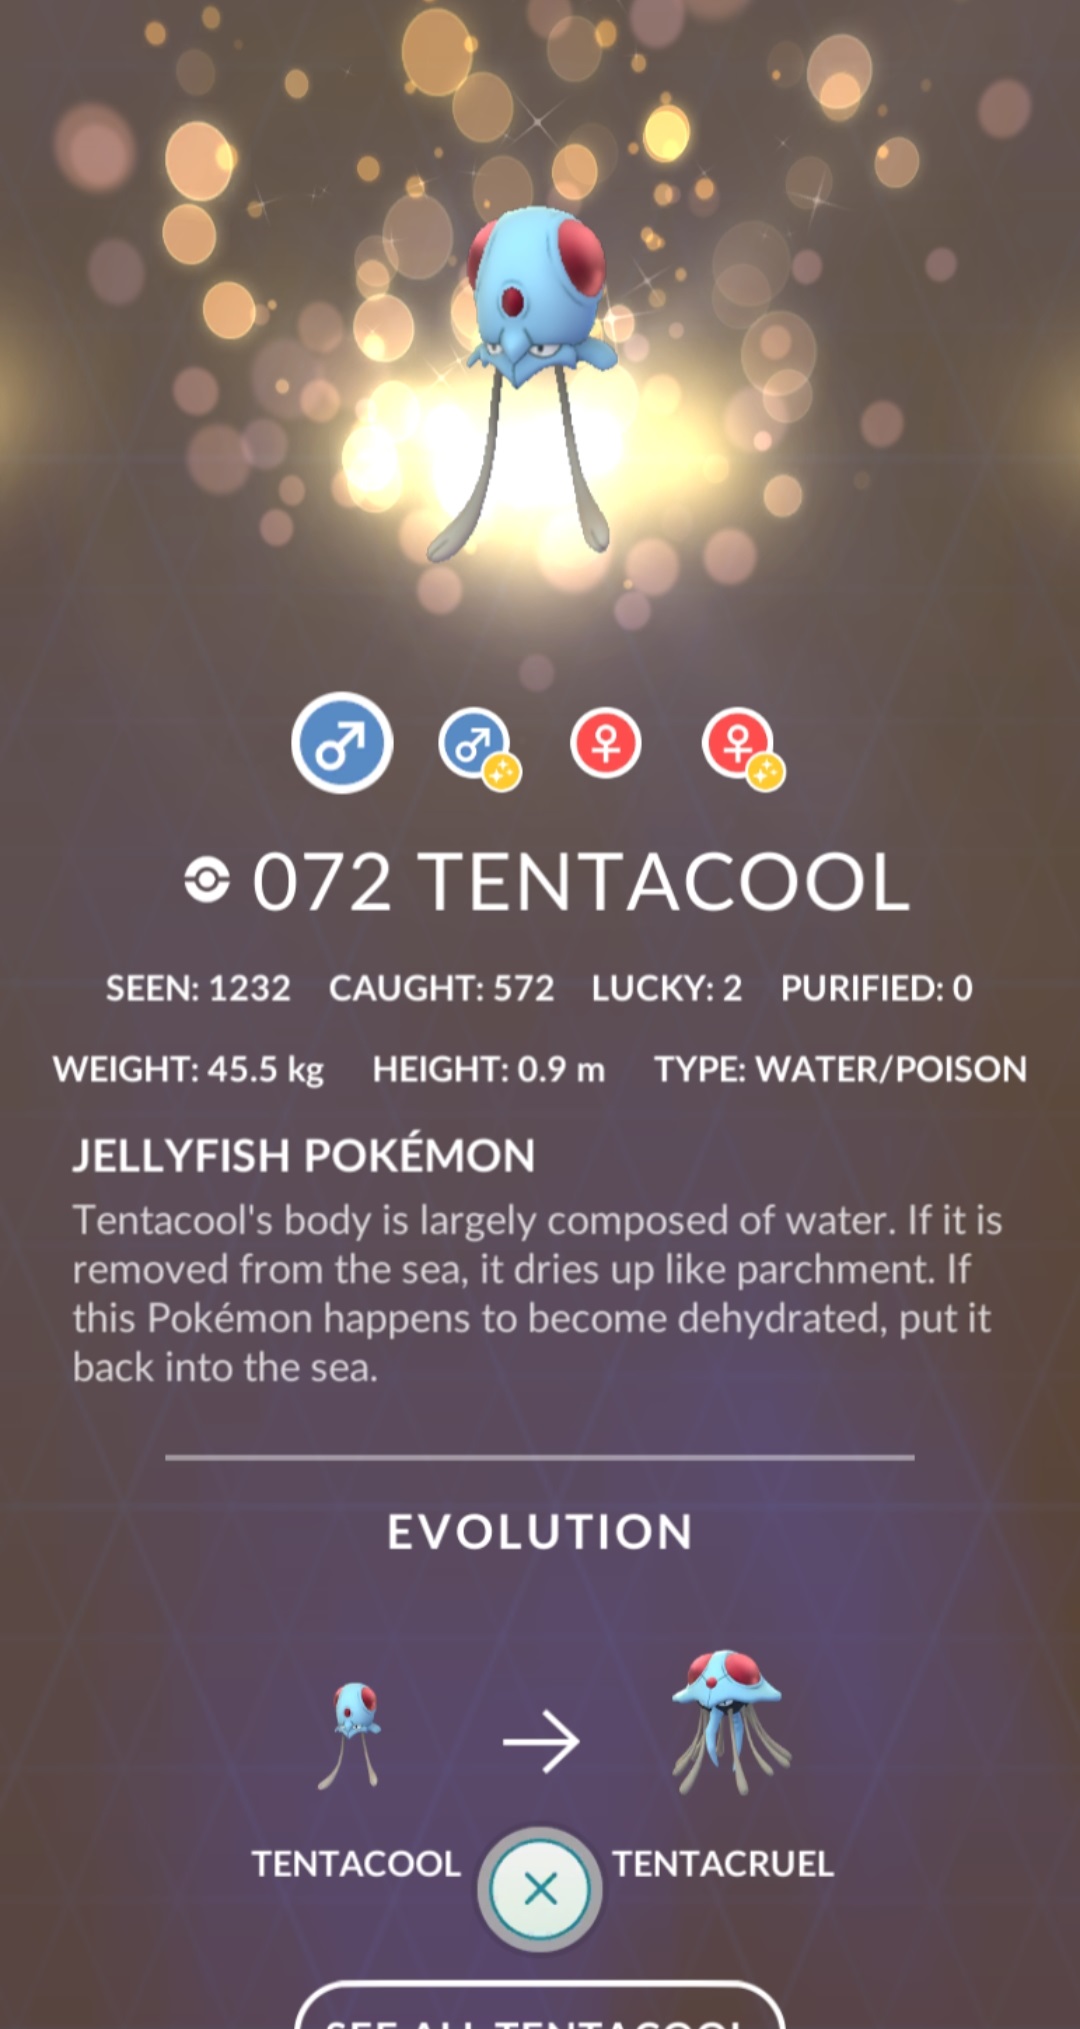 072 TENTACOOL
SEEN: 1232 CAUGHT: 572 LUCKY: 2 PURIFIED: 0
WEIGHT: 45.5 kg HEIGHT: 0.9 m TYPE: WATER/POISON
JELLYFISH POKÉMON
Tentacool's body is largely composed of water. If it is
removed from the sea, it dries up like parchment. If
this Pokémon happens to become dehydrated, put it
back into the sea.
EVOLUTION
TENTACOOL TENTACRUEL
SEE ALL TENTACOOL